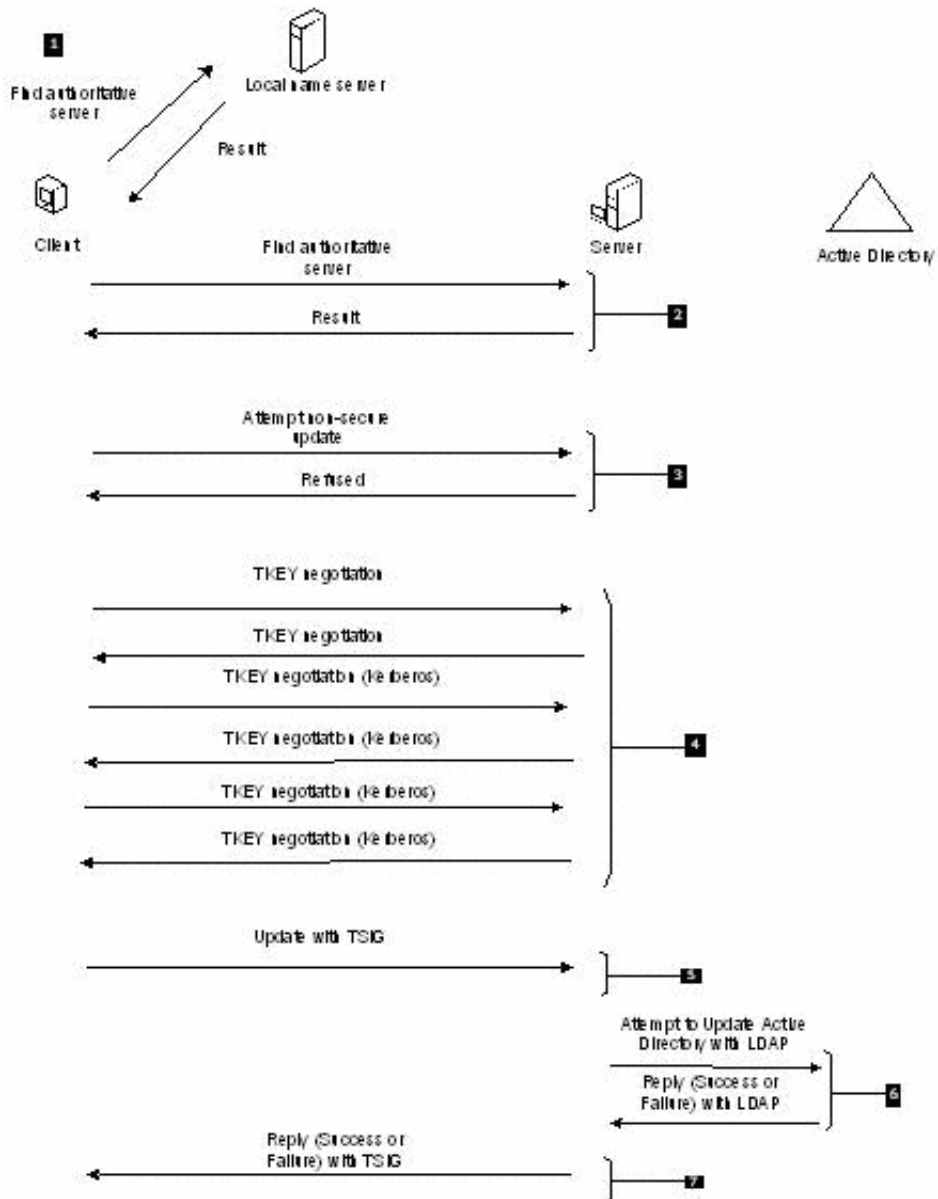 1
Local name server
Find authoritative
server
Result
Client
Server
Active Directory
Find authoritative
server
Result
2
Attempt non-secure
update
Refused
3
TKEY negotiation
TKEY negotiation
TKEY negotiation (Kerberos)
TKEY negotiation (Kerberos)
4
TKEY negotiation (Kerberos)
TKEY negotiation (Kerberos)
Update with TSIG
5
Attempt to Update Active
Directory with LDAP
Reply (Success or
Failure) with LDAP
6
Reply (Success or
Failure) with TSIG
7